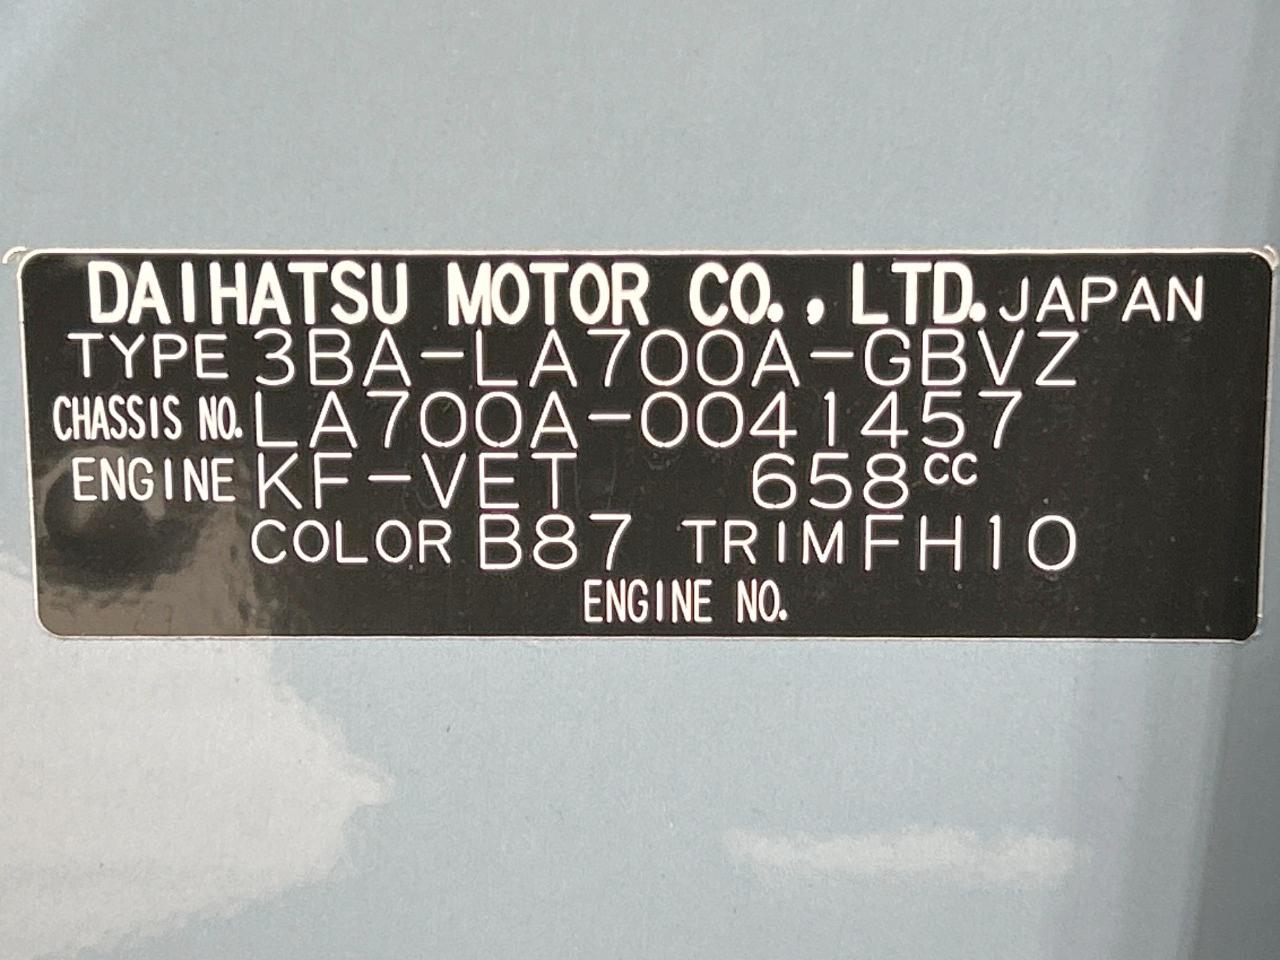 DAIHATSU MOTOR CO., LTD. JAPAN
TYPE 3BA-LA700A-GBVZ
CHASSIS NO. LA700A-0041457
ENGINE KF-VET 658cc
COLOR B87 TRIM FH10
ENGINE NO.